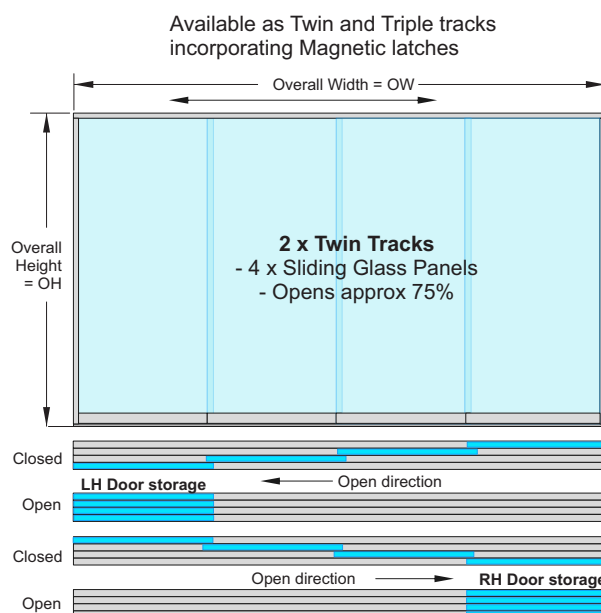 Available as Twin and Triple tracks
incorporating Magnetic latches
Overall Width = OW
Overall
Height
= OH
2 x Twin Tracks
- 4 x Sliding Glass Panels
- Opens approx 75%
Closed
LH Door storage
Open direction
Open
Closed
Open direction
RH Door storage
Open